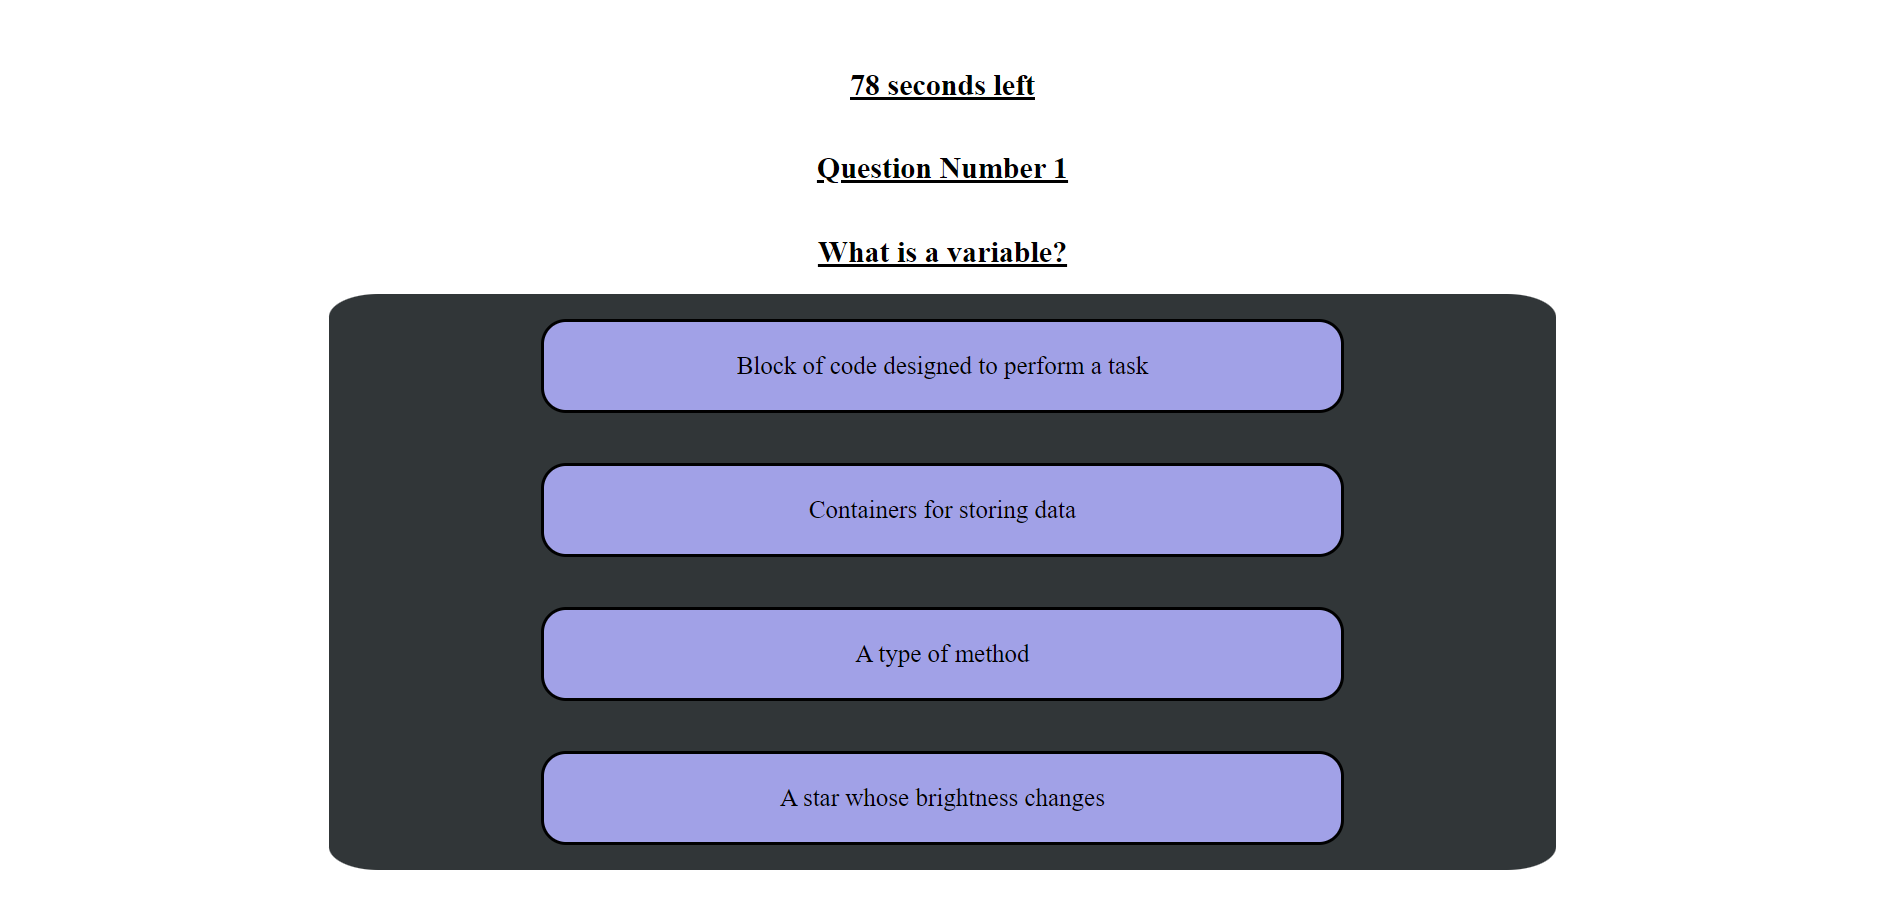 78 seconds left
Question Number 1
What is a variable?
Block of code designed to perform a task
Containers for storing data
A type of method
A star whose brightness changes